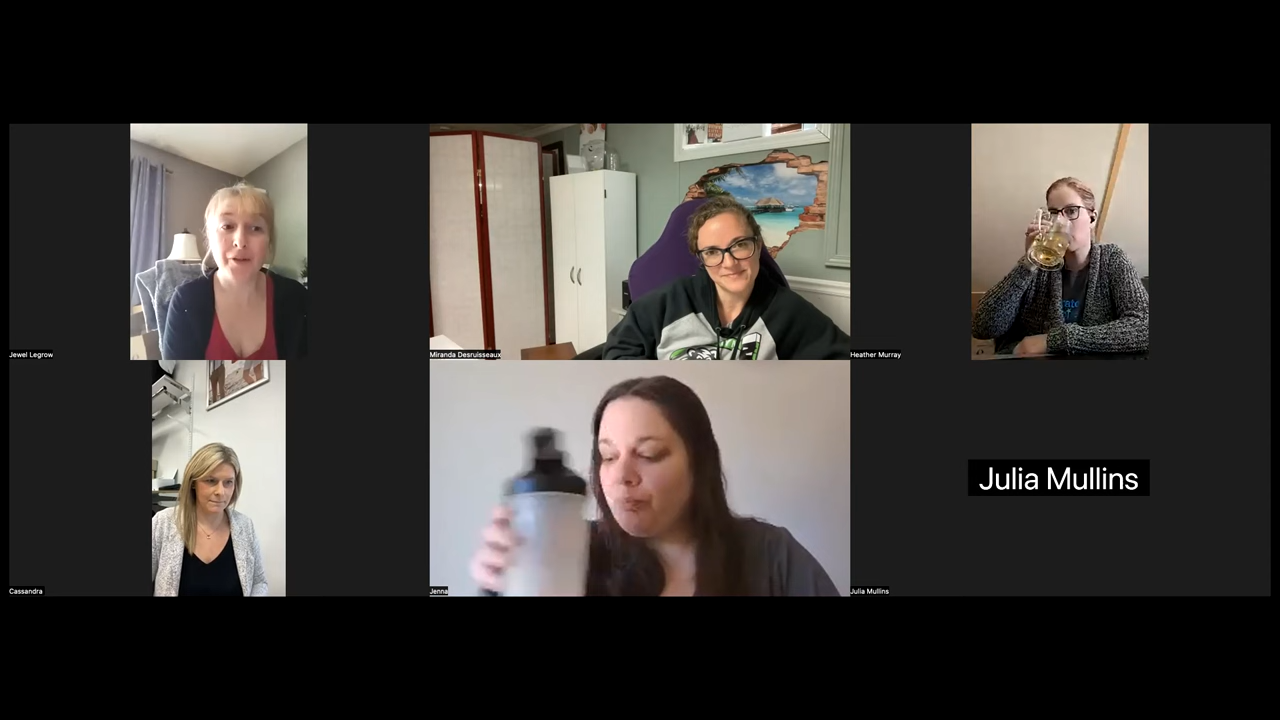 Jewel Legrow
Miranda Desruisseaux
Heather Murray
Cassandra
Jenna
Julia Mullins
Julia Mullins